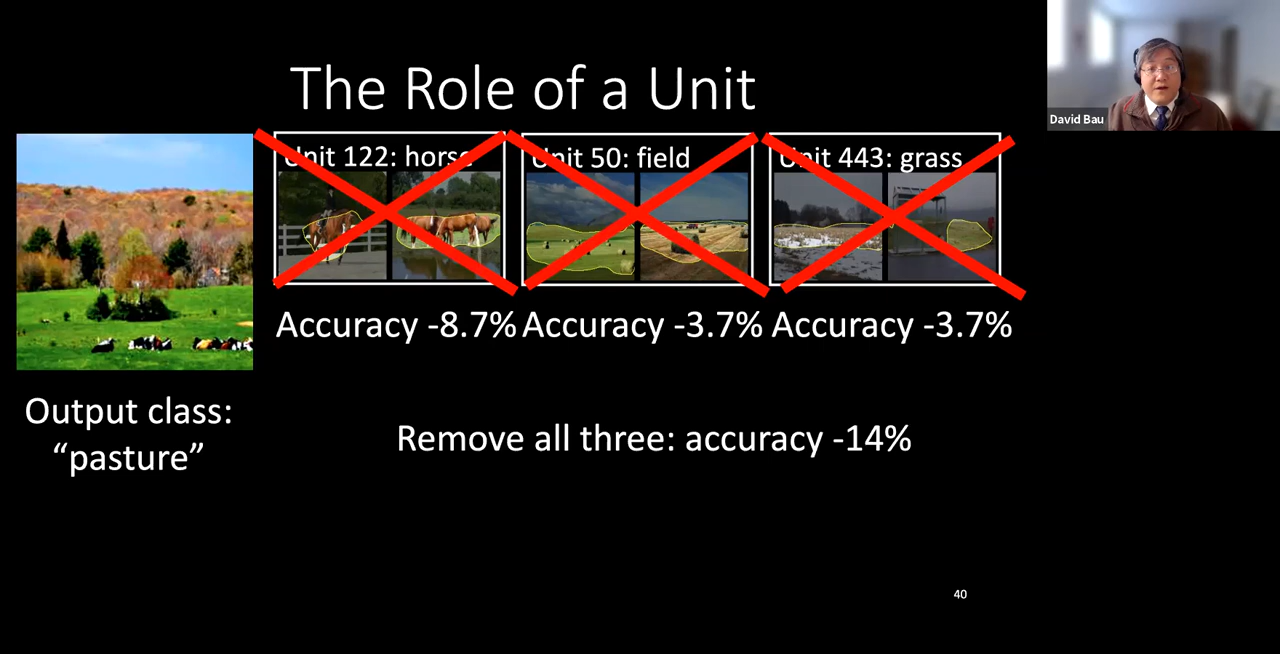 The Role of a Unit
David Bau
Unit 122: horse
Unit 50: field
Unit 443: grass
Accuracy -8.7%
Accuracy -3.7%
Accuracy -3.7%
Output class:
“pasture”
Remove all three: accuracy -14%
40